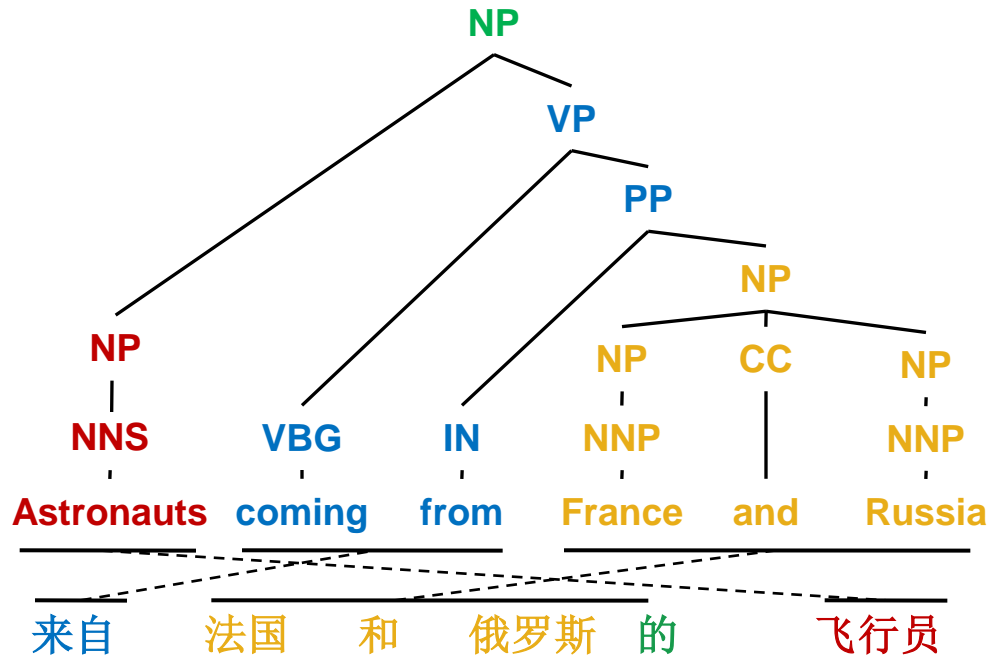 NP
VP
PP
NP
NP NP CC NP
NNS VBG IN NNP NNP
Astronauts coming from France and Russia
来自 法国 和 俄罗斯 的 飞行员